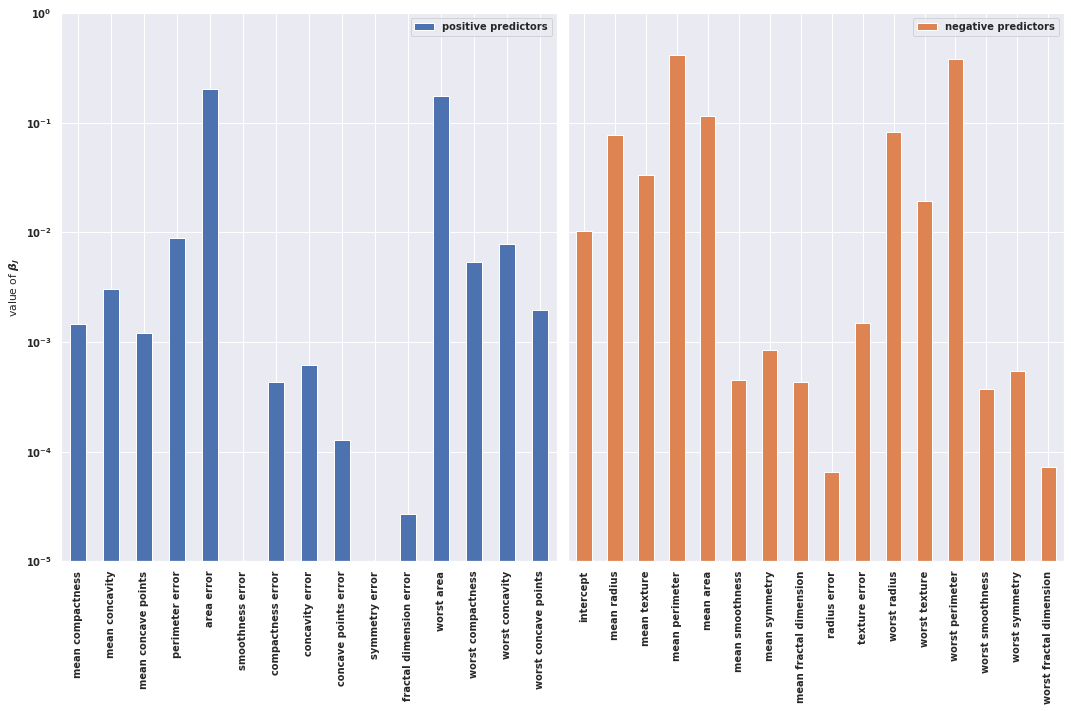 positive predictors
negative predictors
value of βJ
10⁰
10⁻¹
10⁻²
10⁻³
10⁻⁴
10⁻⁵
mean compactness
mean concavity
mean concave points
perimeter error
area error
smoothness error
compactness error
concavity error
concave points error
symmetry error
fractal dimension error
worst area
worst compactness
worst concavity
worst concave points
intercept
mean radius
mean texture
mean perimeter
mean area
mean smoothness
mean symmetry
mean fractal dimension
radius error
texture error
worst radius
worst texture
worst perimeter
worst smoothness
worst symmetry
worst fractal dimension